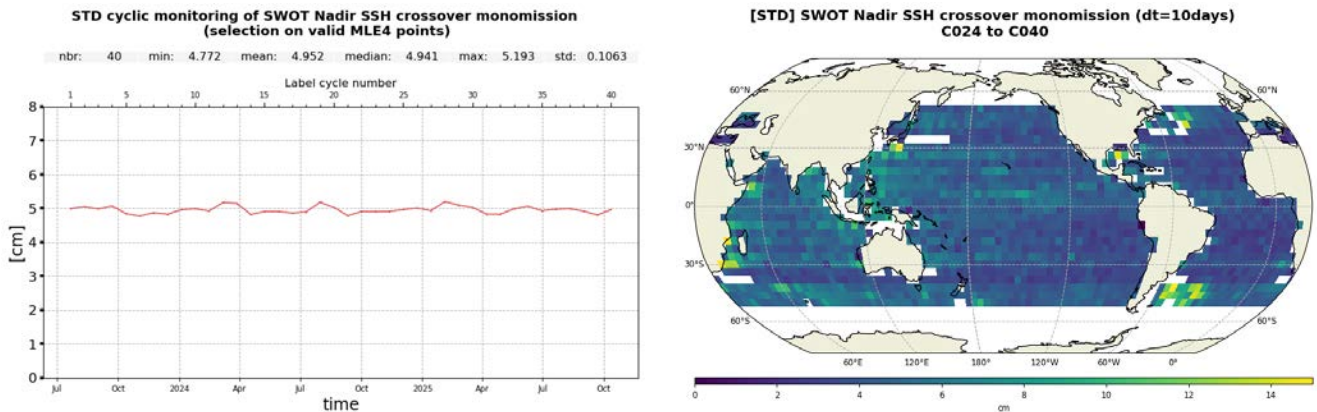 STD cyclic monitoring of SWOT Nadir SSH crossover monomission
(selection on valid MLE4 points)
nbr: 40 min: 4.772 mean: 4.952 median: 4.941 max: 5.193 std: 0.1063
Label cycle number
1 5 10 15 20 25 30 35 40
8
7
6
5
4
3
2
1
0
[cm]
Jul Oct 2024 Apr Jul Oct 2025 Apr Jul Oct
time
[STD] SWOT Nadir SSH crossover monomission (dt=10days)
C024 to C040
60°N 60°N
30°N 30°N
0° 0°
30°S 30°S
60°S 60°S
60°E 120°E 180° 120°W 60°W 0°
0 2 4 6 8 10 12 14
cm